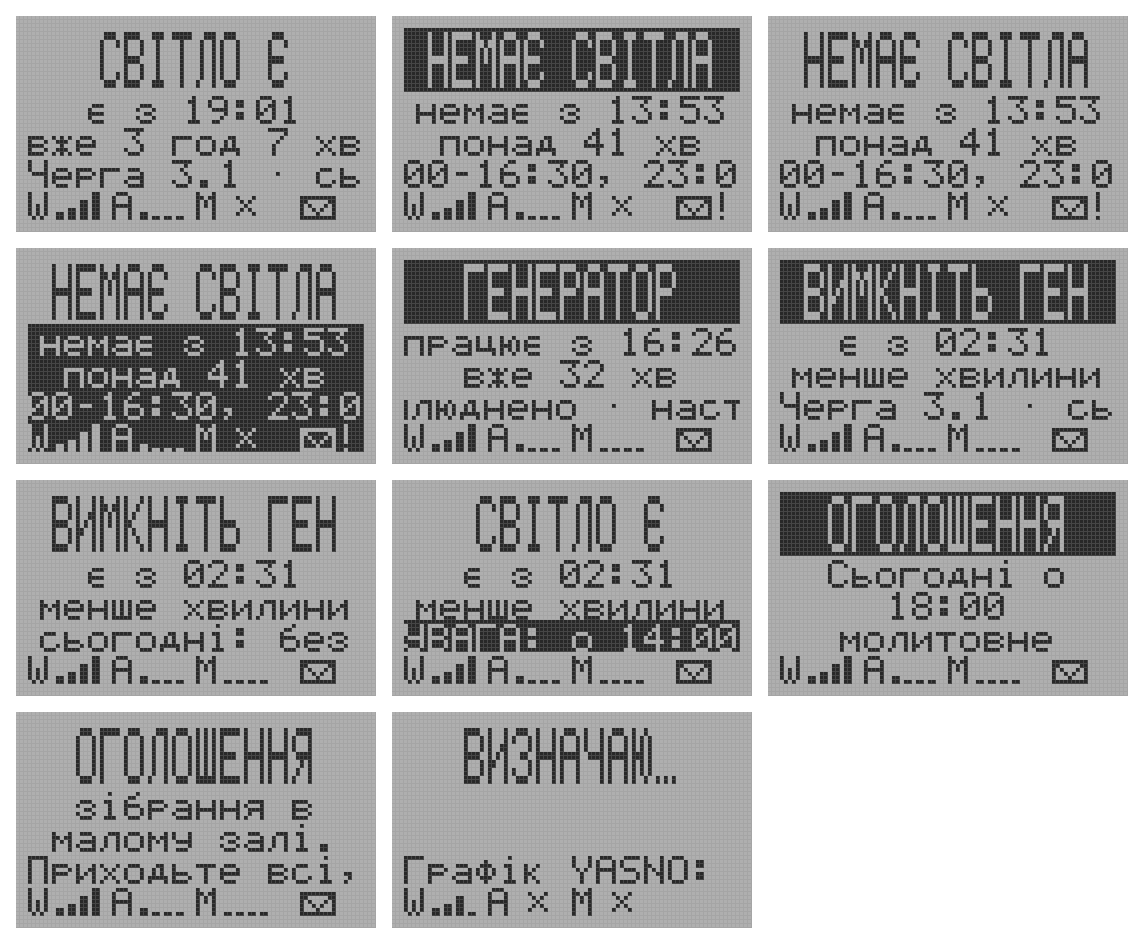 СВІТЛО Є
є з 19:01
вже 3 год 7 хв
Черга 3.1 · сь
W A M ×
НЕМАЄ СВІТЛА
немає з 13:53
понад 41 хв
00-16:30, 23:0
W A M × !
НЕМАЄ СВІТЛА
немає з 13:53
понад 41 хв
00-16:30, 23:0
W A M × !
НЕМАЄ СВІТЛА
немає з 13:53
понад 41 хв
00-16:30, 23:0
W A M × !
ГЕНЕРАТОР
працює з 16:26
вже 32 хв
ілюднено · наст
W A M
ВИМКНІТЬ ГЕН
є з 02:31
менше хвилини
Черга 3.1 · сь
W A M
ВИМКНІТЬ ГЕН
є з 02:31
менше хвилини
сьогодні: без
W A M
СВІТЛО Є
є з 02:31
менше хвилини
УВАГА: о 14:00
W A M
ОГОЛОШЕННЯ
Сьогодні о
18:00
молитовне
W A M
ОГОЛОШЕННЯ
зібрання в
малому залі.
Приходьте всі,
W A M
ВИЗНАЧАЮ…
Графік YASNO:
W A × M ×